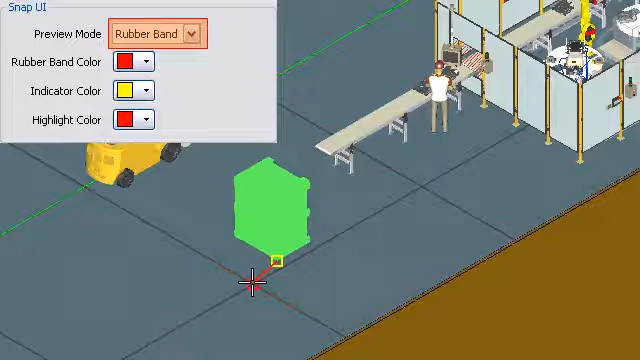 Snap UI
Preview Mode Rubber Band
Rubber Band Color
Indicator Color
Highlight Color